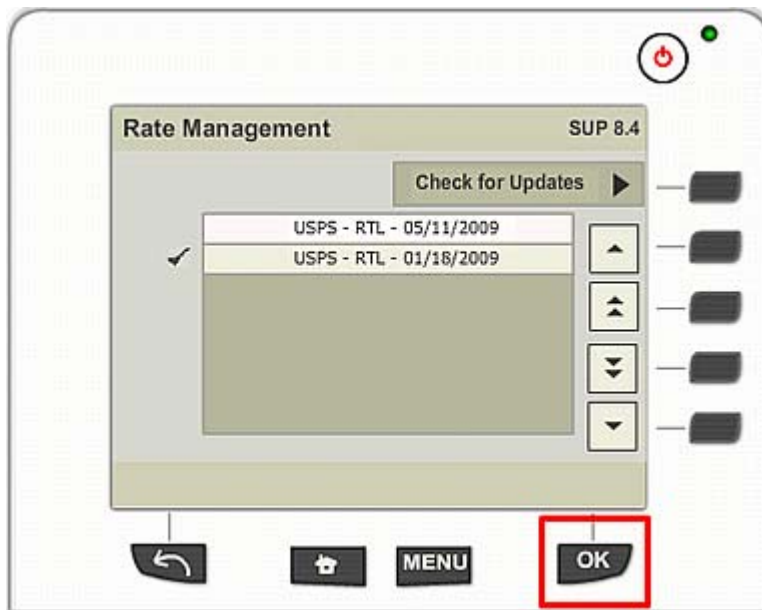 Rate Management SUP 8.4
Check for Updates
USPS - RTL - 05/11/2009
USPS - RTL - 01/18/2009
MENU OK